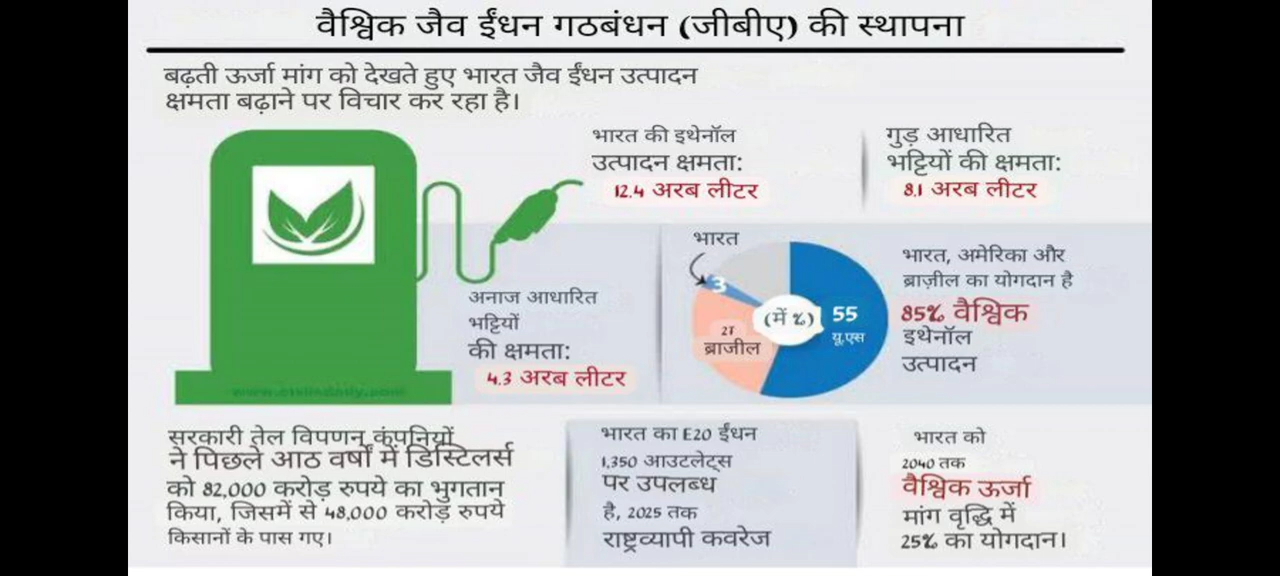 वैश्विक जैव ईंधन गठबंधन (जीबीए) की स्थापना
बढ़ती ऊर्जा मांग को देखते हुए भारत जैव ईंधन उत्पादन
क्षमता बढ़ाने पर विचार कर रहा है।
भारत की इथेनॉल
उत्पादन क्षमता:
12.4 अरब लीटर
गुड़ आधारित
भट्टियों की क्षमता:
8.1 अरब लीटर
अनाज आधारित
भट्टियों
की क्षमता:
4.3 अरब लीटर
भारत
3
(में %)
55
यू.एस
27
ब्राजील
भारत, अमेरिका और
ब्राज़ील का योगदान है
85% वैश्विक
इथेनॉल
उत्पादन
www.civilsdaily.com
सरकारी तेल विपणन कंपनियों
ने पिछले आठ वर्षों में डिस्टिलर्स
को 82,000 करोड़ रुपये का भुगतान
किया, जिसमें से 48,000 करोड़ रुपये
किसानों के पास गए।
भारत का E20 ईंधन
1,350 आउटलेट्स
पर उपलब्ध
है, 2025 तक
राष्ट्रव्यापी कवरेज
भारत को
2040 तक
वैश्विक ऊर्जा
मांग वृद्धि में
25% का योगदान।